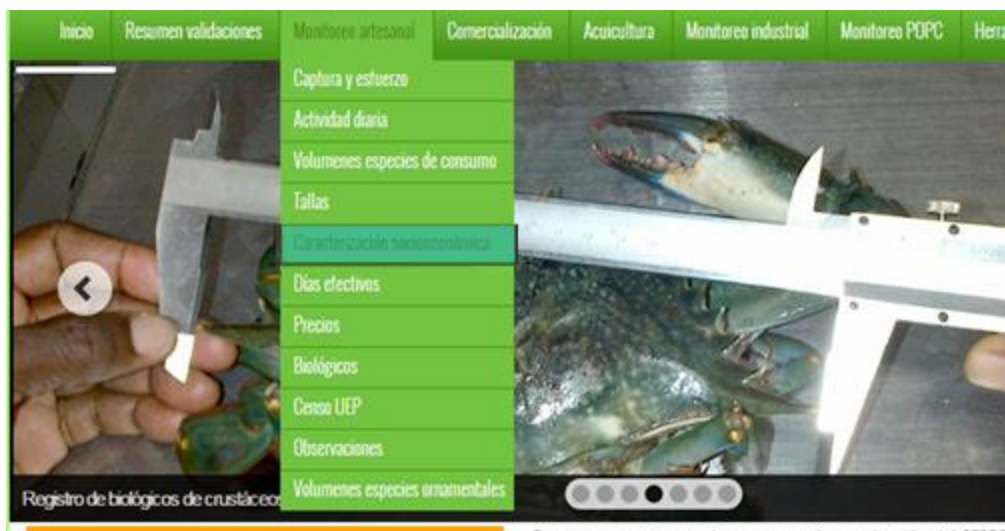 Inicio Resumen validaciones Monitoreo artesanal Comercialización Acuicultura Monitoreo industrial Monitoreo POPC
Captura y esfuerzo
Actividad diaria
Volumenes especies de consumo
Tallas
Caracterización socioeconómica
Días efectivos
Precios
Biológicos
Censo UEP
Observaciones
Volumenes especies ornamentales
Registro de biológicos de crustáceos